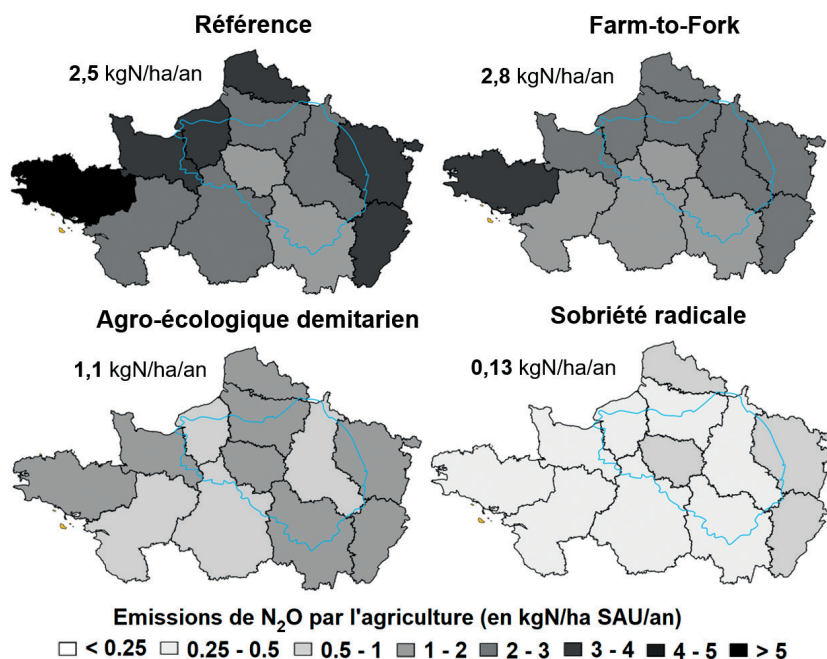 Référence
2,5 kgN/ha/an
Farm-to-Fork
2,8 kgN/ha/an
Agro-écologique demitarien
1,1 kgN/ha/an
Sobriété radicale
0,13 kgN/ha/an
Emissions de N₂O par l'agriculture (en kgN/ha SAU/an)
< 0.25 0.25 - 0.5 0.5 - 1 1 - 2 2 - 3 3 - 4 4 - 5 > 5